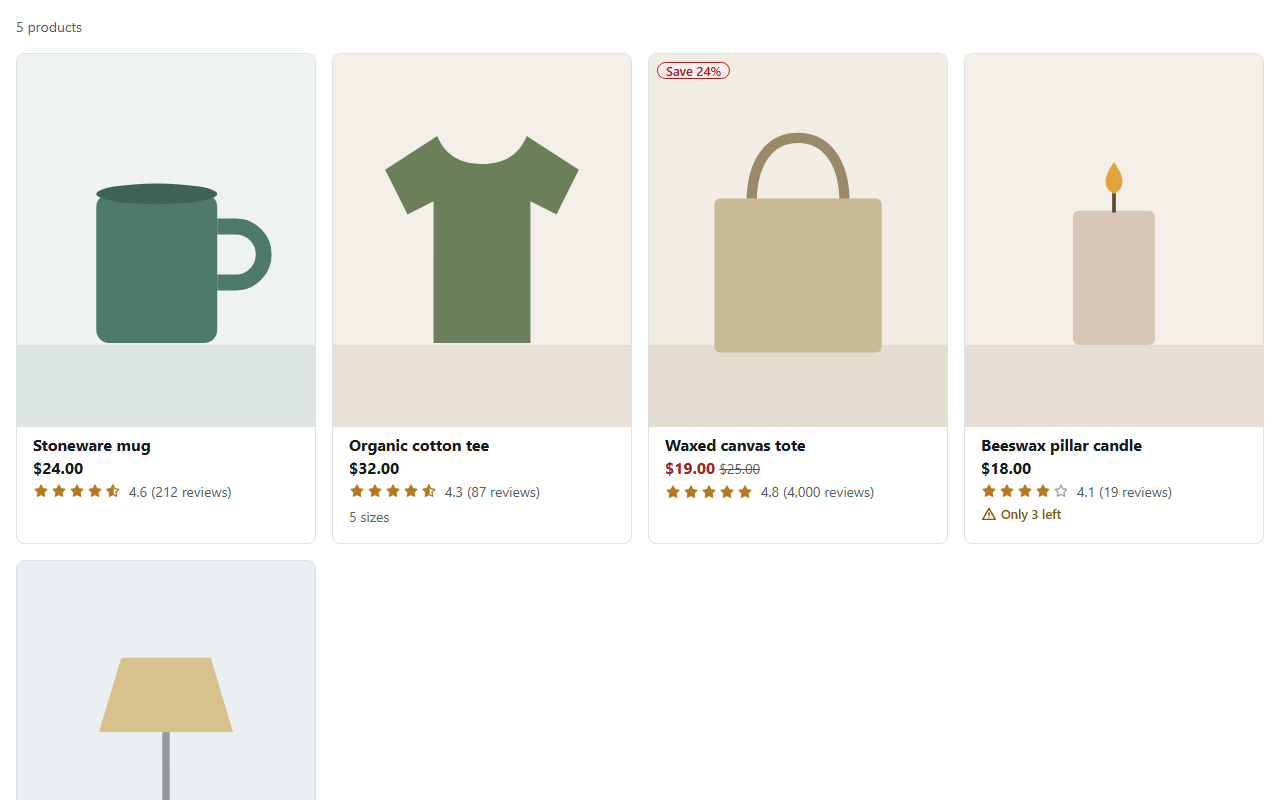 5 products
Save 24%
Stoneware mug
$24.00
4.6 (212 reviews)
Organic cotton tee
$32.00
4.3 (87 reviews)
5 sizes
Waxed canvas tote
$19.00 $25.00
4.8 (4,000 reviews)
Beeswax pillar candle
$18.00
4.1 (19 reviews)
Only 3 left